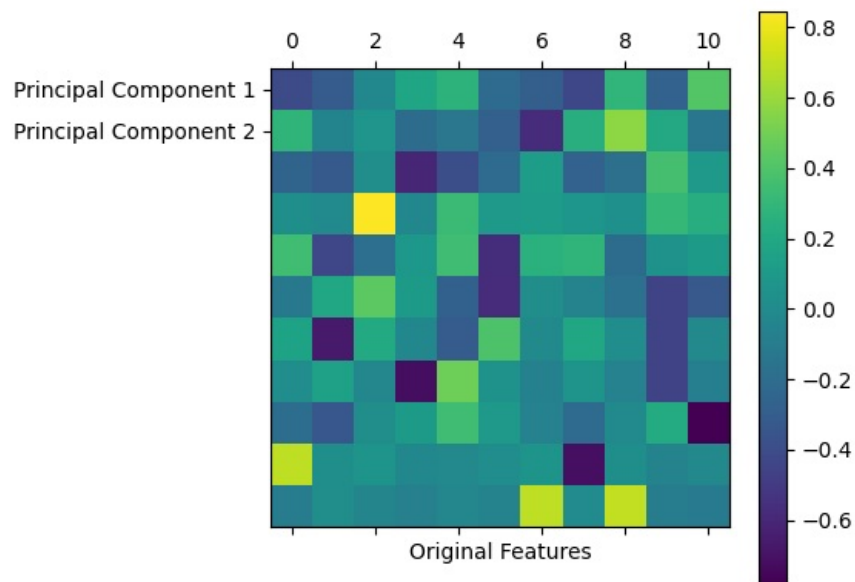 0 2 4 6 8 10
Principal Component 1
Principal Component 2
Original Features
0.8
0.6
0.4
0.2
0.0
−0.2
−0.4
−0.6